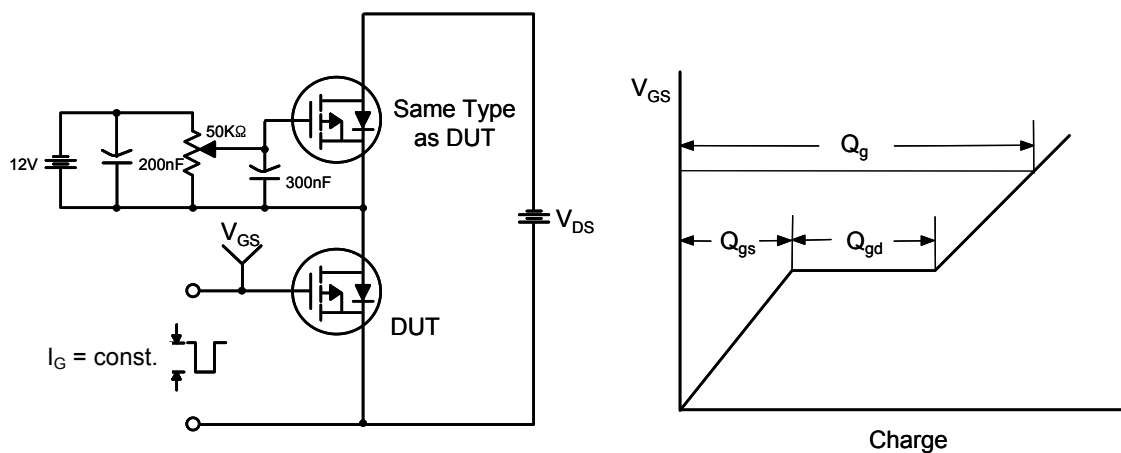 12V
200nF
50KΩ
300nF
Same Type
as DUT
V_DS
V_GS
DUT
I_G = const.
V_GS
Q_g
Q_gs
Q_gd
Charge